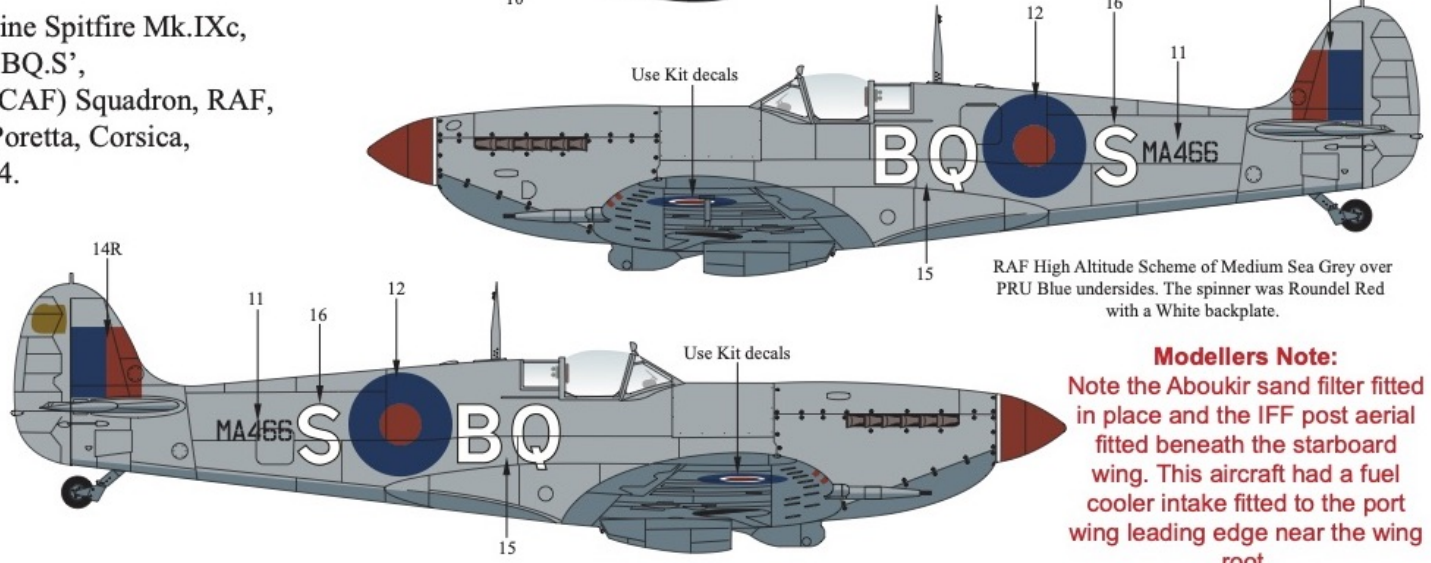 ine Spitfire Mk.IXc,
BQ.S’,
CAF) Squadron, RAF,
Poretta, Corsica,
4.
12
16
11
Use Kit decals
BQ S MA466
15
RAF High Altitude Scheme of Medium Sea Grey over
PRU Blue undersides. The spinner was Roundel Red
with a White backplate.
14R
11
16
12
Use Kit decals
MA466 S BQ
15
Modellers Note:
Note the Aboukir sand filter fitted
in place and the IFF post aerial
fitted beneath the starboard
wing. This aircraft had a fuel
cooler intake fitted to the port
wing leading edge near the wing
root